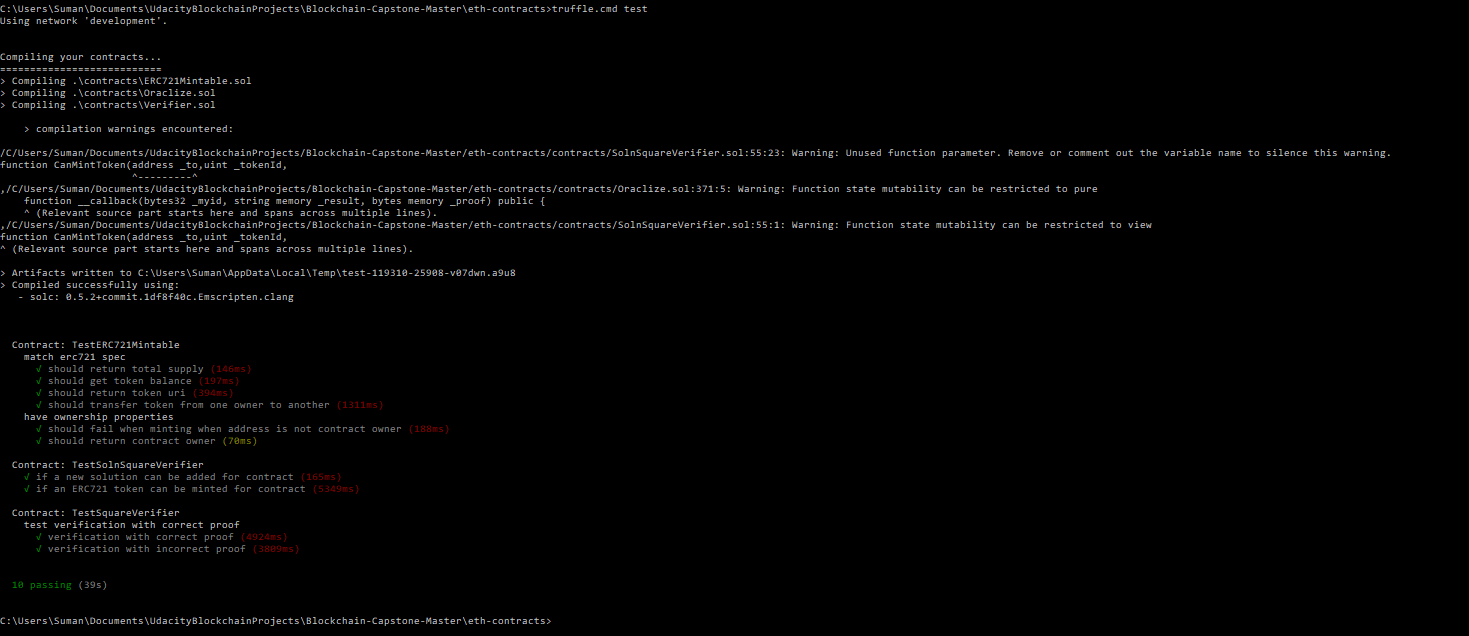 C:\Users\Suman\Documents\UdacityBlockchainProjects\Blockchain-Capstone-Master\eth-contracts>truffle.cmd test
Using network 'development'.
Compiling your contracts...
===========================
> Compiling .\contracts\ERC721Mintable.sol
> Compiling .\contracts\Oraclize.sol
> Compiling .\contracts\Verifier.sol
> compilation warnings encountered:
/C/Users/Suman/Documents/UdacityBlockchainProjects/Blockchain-Capstone-Master/eth-contracts/contracts/SolnSquareVerifier.sol:55:23: Warning: Unused function parameter. Remove or comment out the variable name to silence this warning.
function CanMintToken(address _to,uint _tokenId,
^---------^
,/C/Users/Suman/Documents/UdacityBlockchainProjects/Blockchain-Capstone-Master/eth-contracts/contracts/Oraclize.sol:371:5: Warning: Function state mutability can be restricted to pure
function __callback(bytes32 _myid, string memory _result, bytes memory _proof) public {
^ (Relevant source part starts here and spans across multiple lines).
,/C/Users/Suman/Documents/UdacityBlockchainProjects/Blockchain-Capstone-Master/eth-contracts/contracts/SolnSquareVerifier.sol:55:1: Warning: Function state mutability can be restricted to view
function CanMintToken(address _to,uint _tokenId,
^ (Relevant source part starts here and spans across multiple lines).
> Artifacts written to C:\Users\Suman\AppData\Local\Temp\test-119310-25908-v07dwn.a9u8
> Compiled successfully using:
- solc: 0.5.2+commit.1df8f40c.Emscripten.clang
Contract: TestERC721Mintable
match erc721 spec
√ should return total supply (146ms)
√ should get token balance (197ms)
√ should return token uri (394ms)
√ should transfer token from one owner to another (1311ms)
have ownership properties
√ should fail when minting when address is not contract owner (188ms)
√ should return contract owner (70ms)
Contract: TestSolnSquareVerifier
√ if a new solution can be added for contract (165ms)
√ if an ERC721 token can be minted for contract
Contract: TestSquareVerifier
test verification with correct proof
√ verification with correct proof (4924ms)
√ verification with incorrect proof (3809ms)
10 passing (39s)
C:\Users\Suman\Documents\UdacityBlockchainProjects\Blockchain-Capstone-Master\eth-contracts>